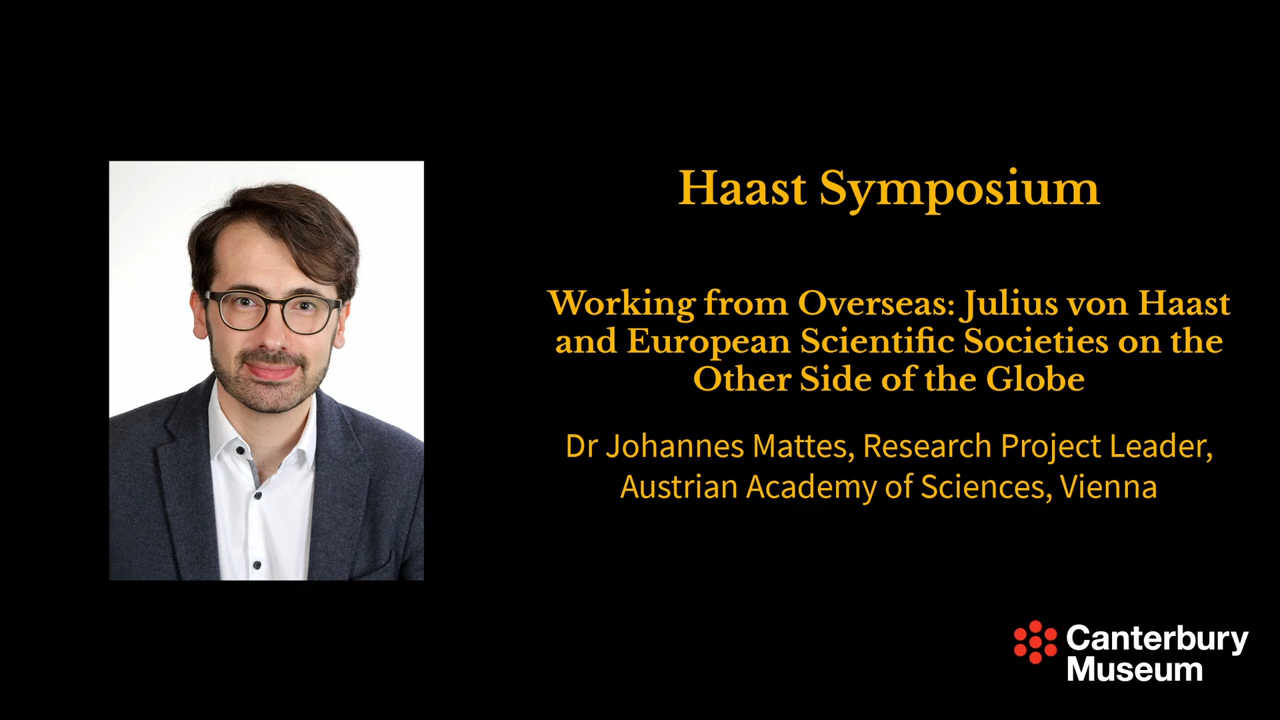 Haast Symposium
Working from Overseas: Julius von Haast
and European Scientific Societies on the
Other Side of the Globe
Dr Johannes Mattes, Research Project Leader,
Austrian Academy of Sciences, Vienna
Canterbury
Museum